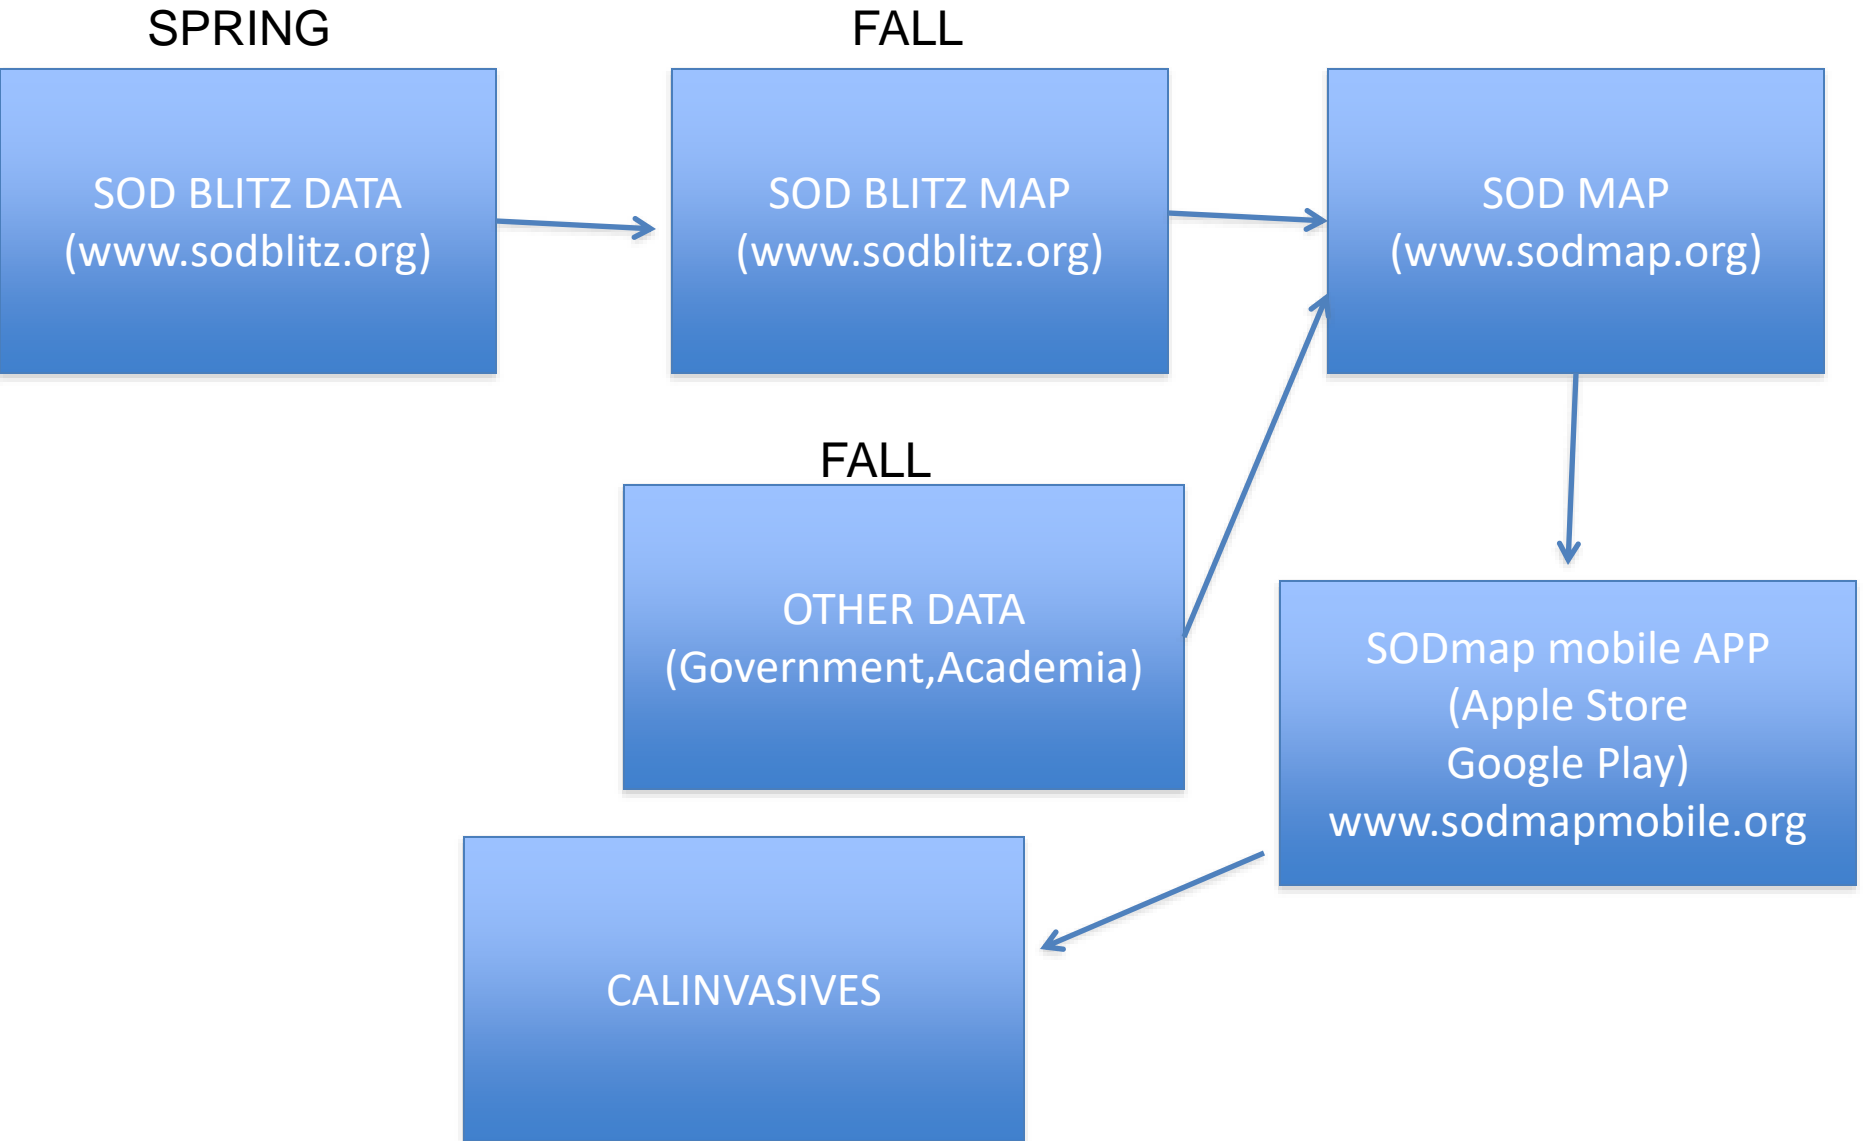 SPRING
FALL
SOD BLITZ DATA
(www.sodblitz.org)
SOD BLITZ MAP
(www.sodblitz.org)
SOD MAP
(www.sodmap.org)
FALL
OTHER DATA
(Government,Academia)
SODmap mobile APP
(Apple Store
Google Play)
www.sodmapmobile.org
CALINVASIVES